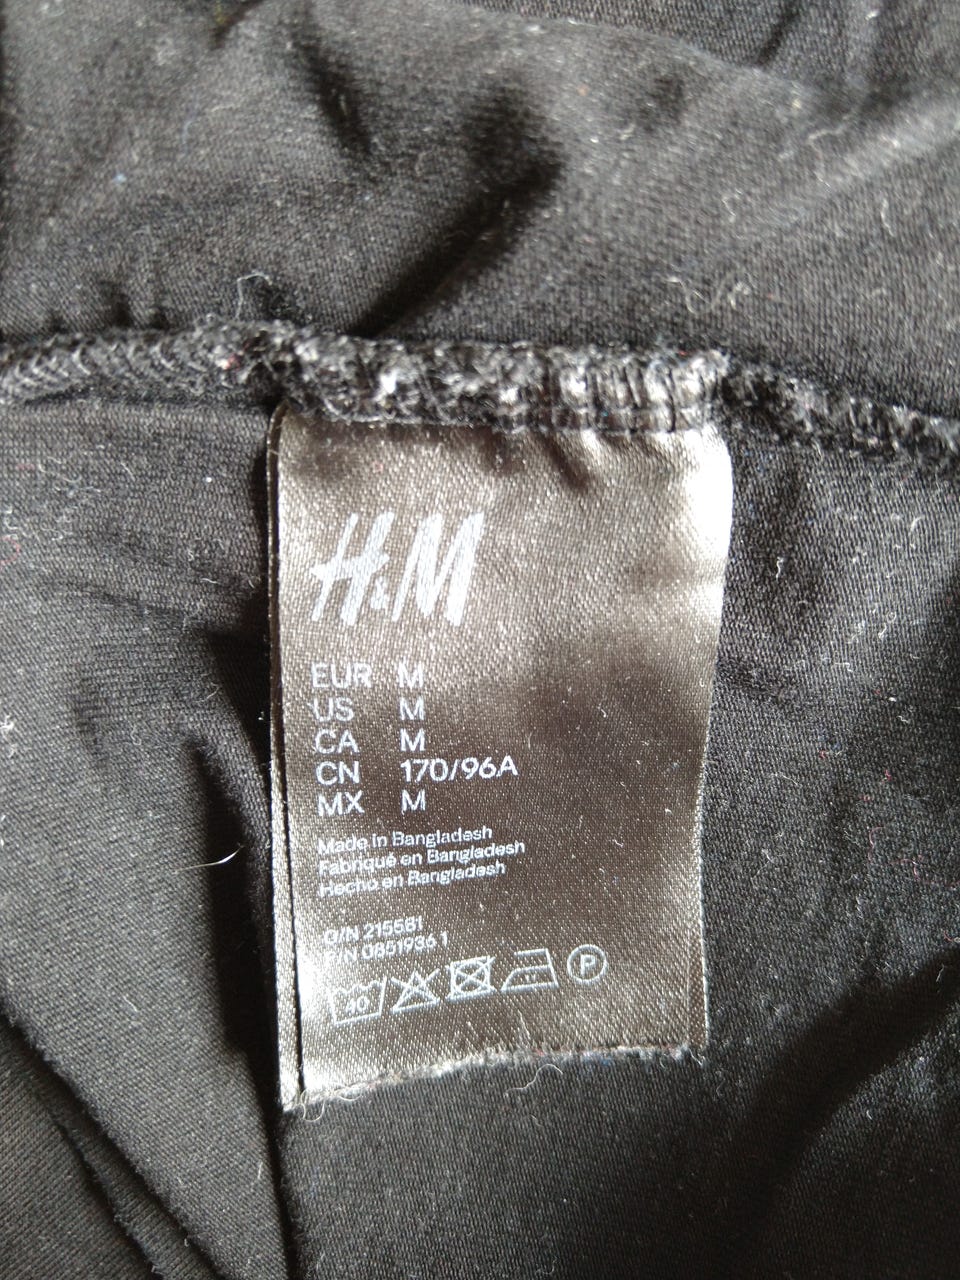 H&M
EUR M
US M
CA M
CN 170/96A
MX M
Made in Bangladesh
Fabriqué en Bangladesh
Hecho en Bangladesh
O/N 215581
P/N 0851936 1
40
P